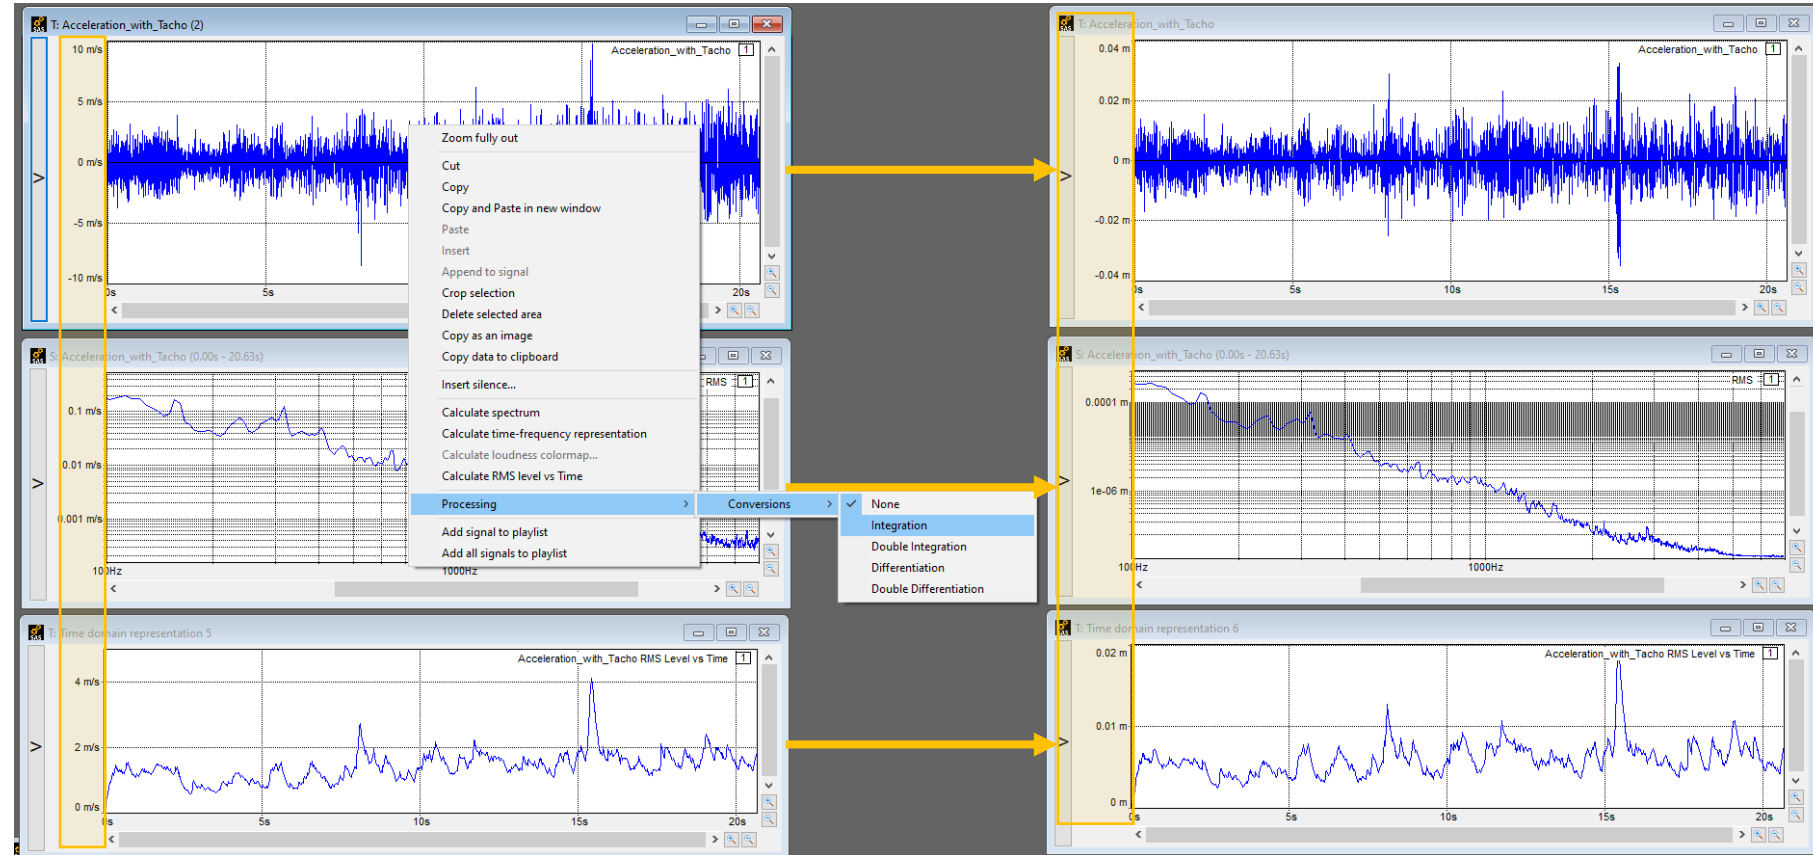 T: Acceleration_with_Tacho (2)
Acceleration_with_Tacho 1
10 m/s
5 m/s
0 m/s
-5 m/s
-10 m/s
0s 5s 20s
Zoom fully out
Cut
Copy
Copy and Paste in new window
Paste
Insert
Append to signal
Crop selection
Delete selected area
Copy as an image
Copy data to clipboard
Insert silence...
Calculate spectrum
Calculate time-frequency representation
Calculate loudness colormap...
Calculate RMS level vs Time
Processing
Add signal to playlist
Add all signals to playlist
Conversions
None
Integration
Double Integration
Differentiation
Double Differentiation
T: Acceleration_with_Tacho
Acceleration_with_Tacho 1
0.04 m
0.02 m
0 m
-0.02 m
-0.04 m
0s 5s 10s 15s 20s
S: Acceleration_with_Tacho (0.00s - 20.63s)
RMS 1
0.1 m/s
0.01 m/s
0.001 m/s
100Hz 1000Hz
S: Acceleration_with_Tacho (0.00s - 20.63s)
RMS 1
0.0001 m
1e-06 m
100Hz 1000Hz
T: Time domain representation 5
Acceleration_with_Tacho RMS Level vs Time 1
4 m/s
2 m/s
0 m/s
0s 5s 10s 15s 20s
T: Time domain representation 6
Acceleration_with_Tacho RMS Level vs Time 1
0.02 m
0.01 m
0 m
0s 5s 10s 15s 20s